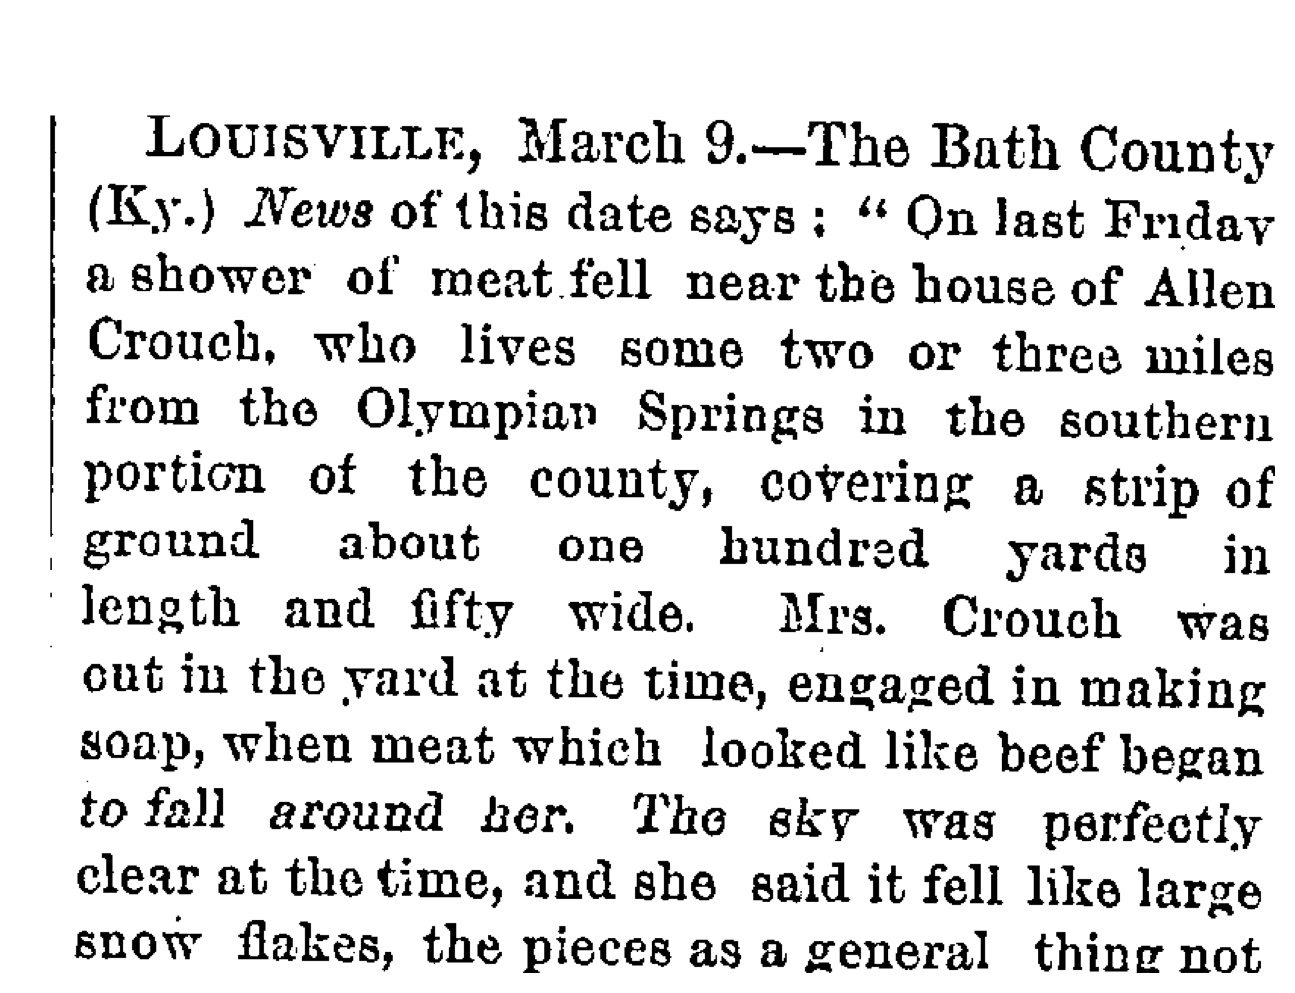 LOUISVILLE, March 9.—The Bath County
(Ky.) News of this date says: "On last Friday
a shower of meat fell near the house of Allen
Crouch, who lives some two or three miles
from the Olympian Springs in the southern
portion of the county, covering a strip of
ground about one hundred yards in
length and fifty wide. Mrs. Crouch was
out in the yard at the time, engaged in making
soap, when meat which looked like beef began
to fall around her. The sky was perfectly
clear at the time, and she said it fell like large
snow flakes, the pieces as a general thing not